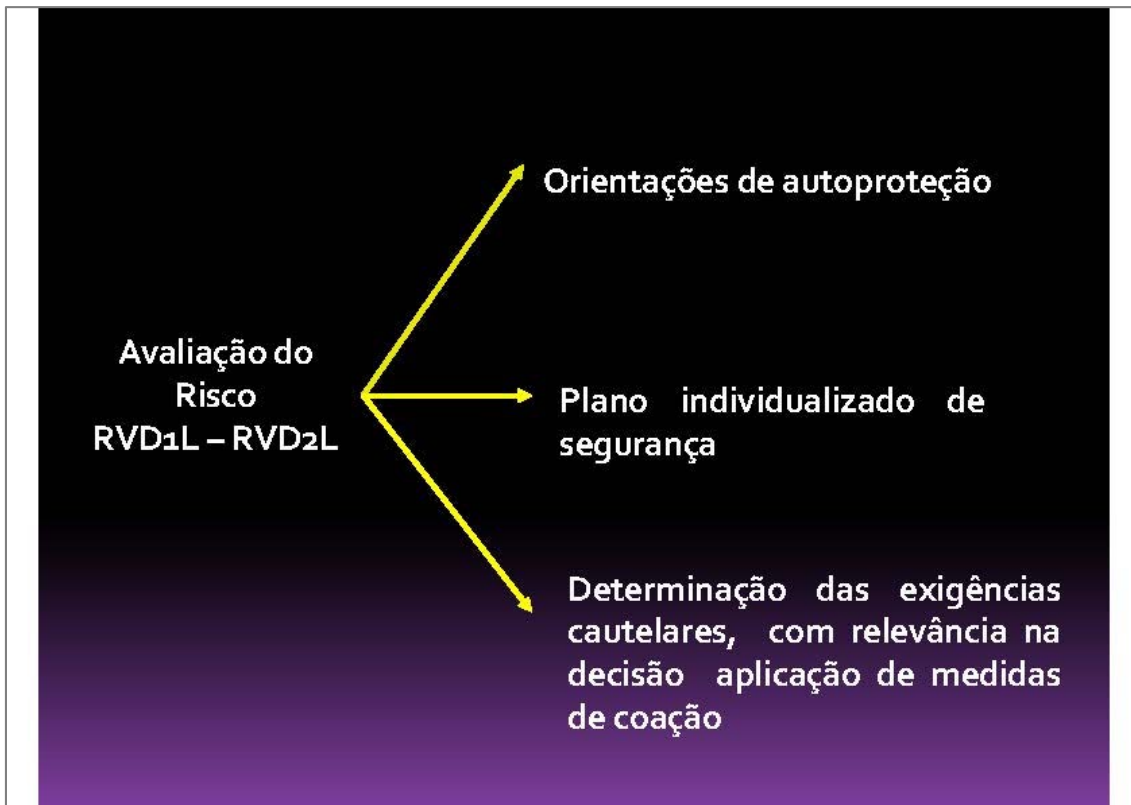 Orientações de autoproteção
Avaliação do
Risco
RVD1L – RVD2L
Plano individualizado de
segurança
Determinação das exigências
cautelares, com relevância na
decisão aplicação de medidas
de coação